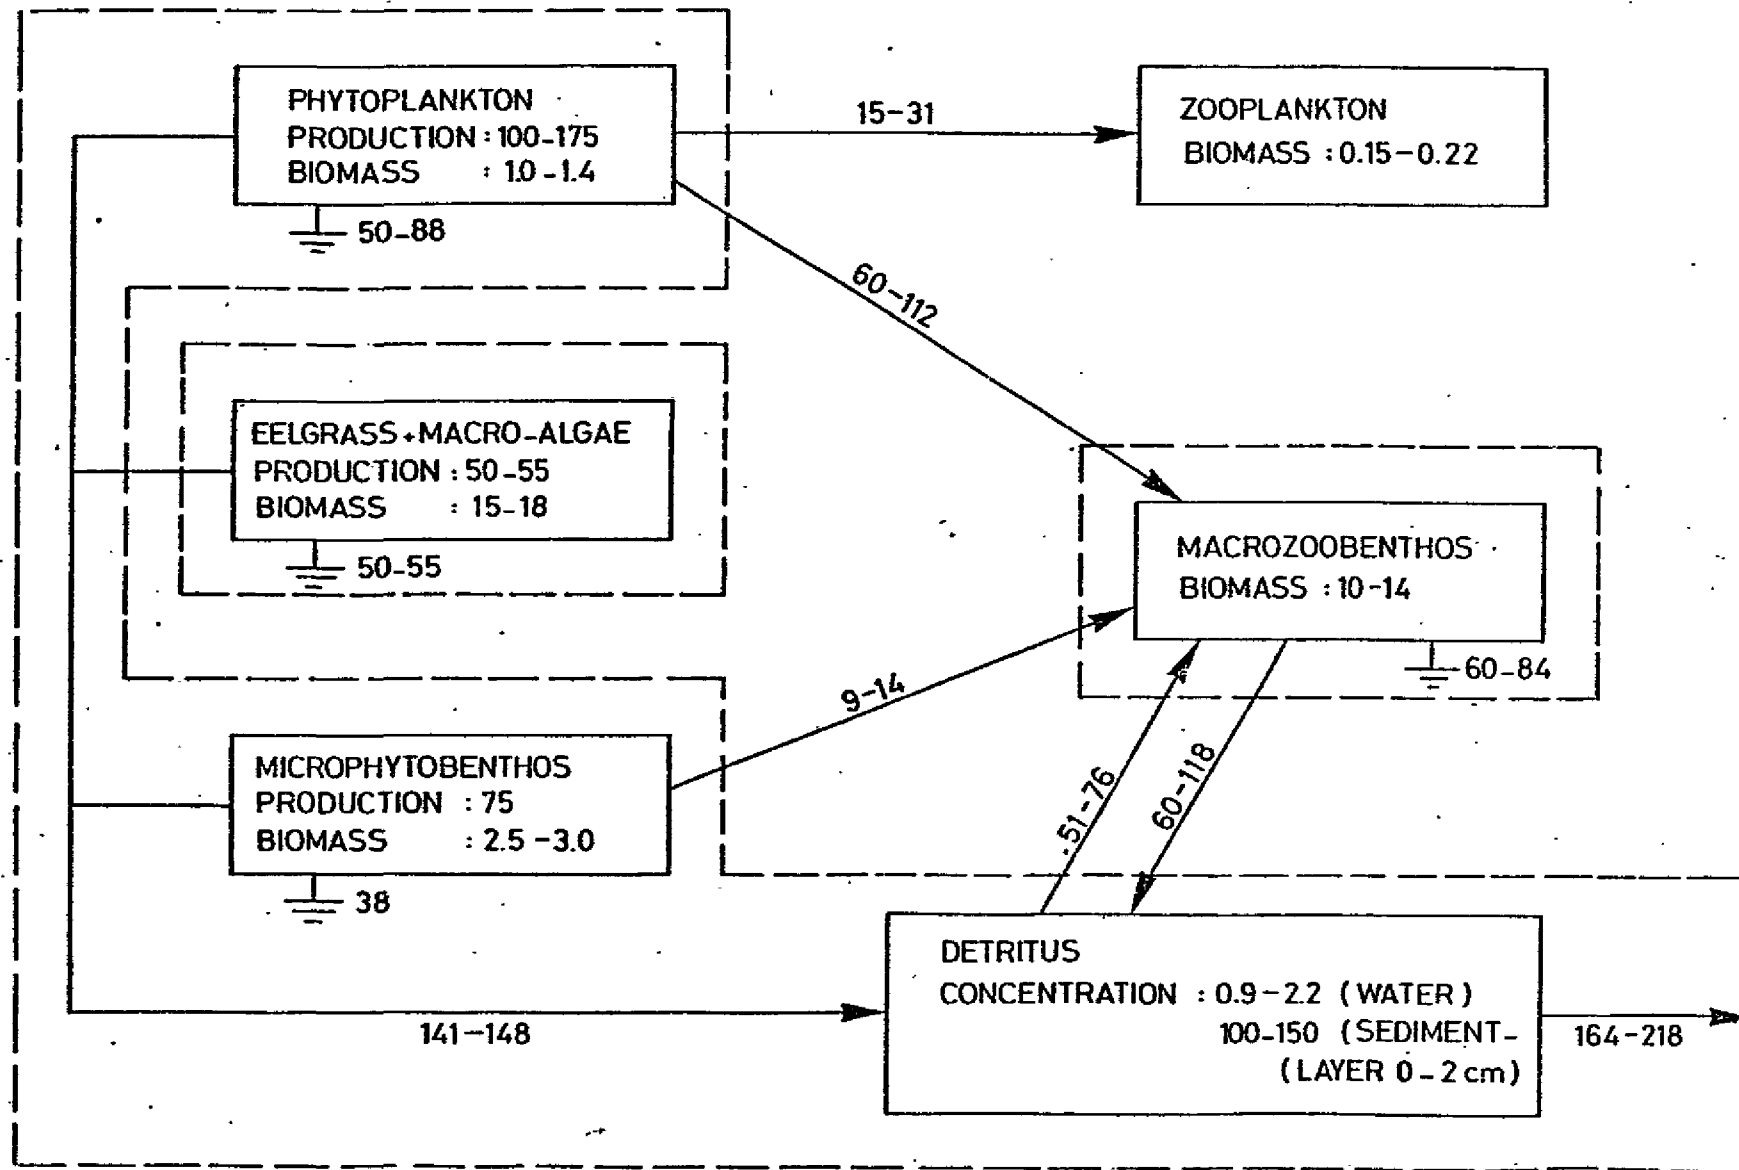 PHYTOPLANKTON
PRODUCTION : 100-175
BIOMASS : 1.0-1.4
50-88
15-31
ZOOPLANKTON
BIOMASS : 0.15-0.22
60-112
EELGRASS+MACRO-ALGAE
PRODUCTION : 50-55
BIOMASS : 15-18
50-55
MACROZOOBENTHOS
BIOMASS : 10-14
60-84
9-14
MICROPHYTOBENTHOS
PRODUCTION : 75
BIOMASS : 2.5-3.0
38
51-76
60-118
DETRITUS
CONCENTRATION : 0.9-2.2 (WATER)
100-150 (SEDIMENT-
(LAYER 0-2 cm)
141-148
164-218